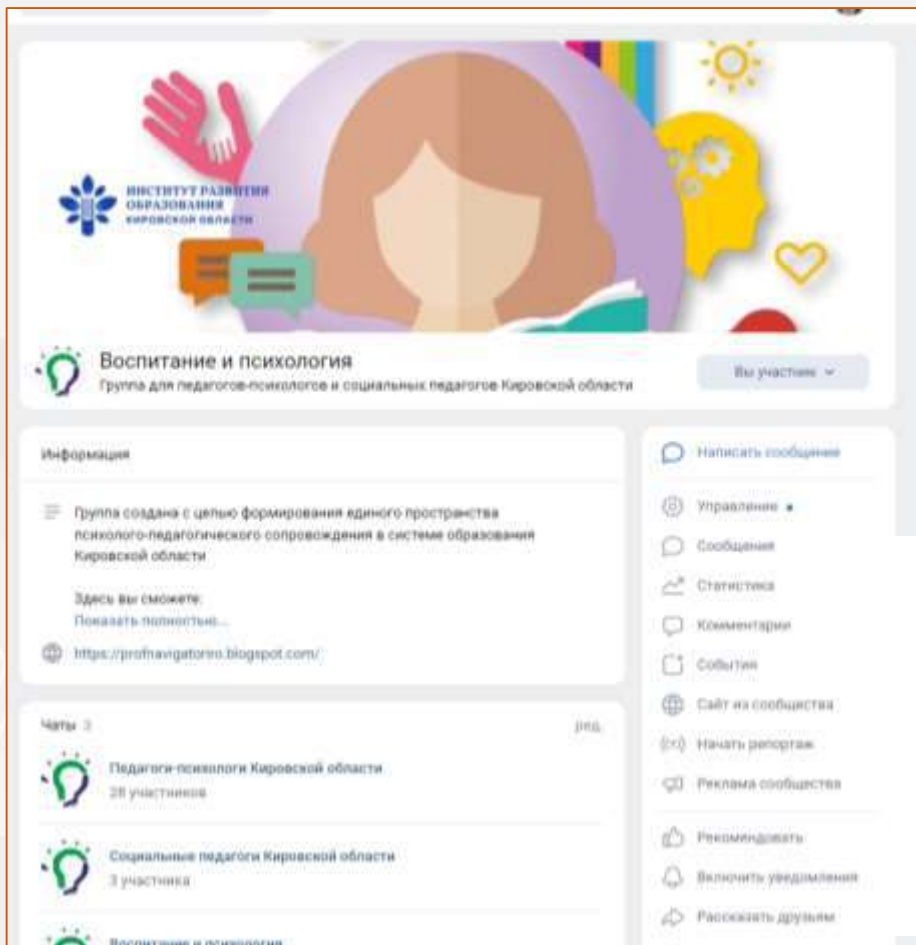 ИНСТИТУТ РАЗВИТИЯ
ОБРАЗОВАНИЯ
КИРОВСКОЙ ОБЛАСТИ
Воспитание и психология
Группа для педагогов-психологов и социальных педагогов Кировской области
Вы участник
Информация
Группа создана с целью формирования единого пространства
психолого-педагогического сопровождения в системе образования
Кировской области
Здесь вы сможете:
Показать полностью...
https://profnavigatoriro.blogspot.com/
Чаты 3
ред.
Педагоги-психологи Кировской области
28 участников
Социальные педагоги Кировской области
3 участника
Воспитание и психология
Написать сообщение
Управление
Сообщения
Статистика
Комментарии
События
Сайт из сообщества
Начать репортаж
Реклама сообщества
Рекомендовать
Включить уведомления
Рассказать друзьям